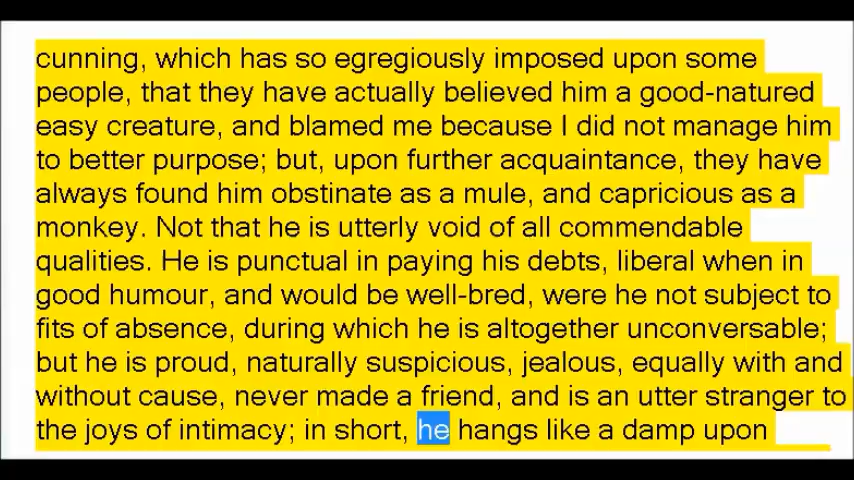 cunning, which has so egregiously imposed upon some
people, that they have actually believed him a good-natured
easy creature, and blamed me because I did not manage him
to better purpose; but, upon further acquaintance, they have
always found him obstinate as a mule, and capricious as a
monkey. Not that he is utterly void of all commendable
qualities. He is punctual in paying his debts, liberal when in
good humour, and would be well-bred, were he not subject to
fits of absence, during which he is altogether unconversable;
but he is proud, naturally suspicious, jealous, equally with and
without cause, never made a friend, and is an utter stranger to
the joys of intimacy; in short, he hangs like a damp upon